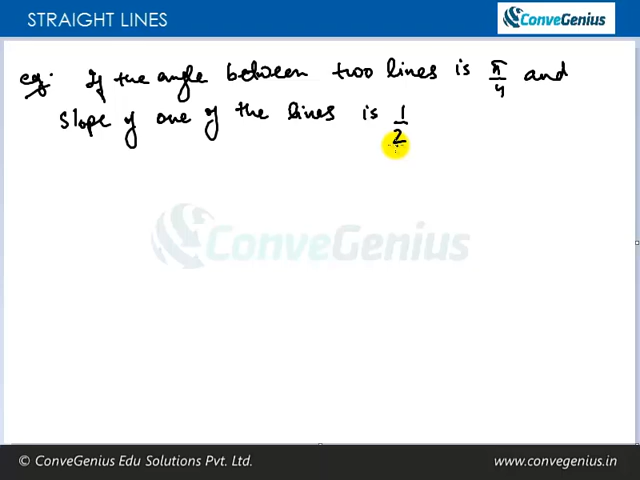 STRAIGHT LINES
ConveGenius
eg. If the angle between two lines is π/4 and
slope of one of the lines is 1/2
ConveGenius
© ConveGenius Edu Solutions Pvt. Ltd.
www.convegenius.in